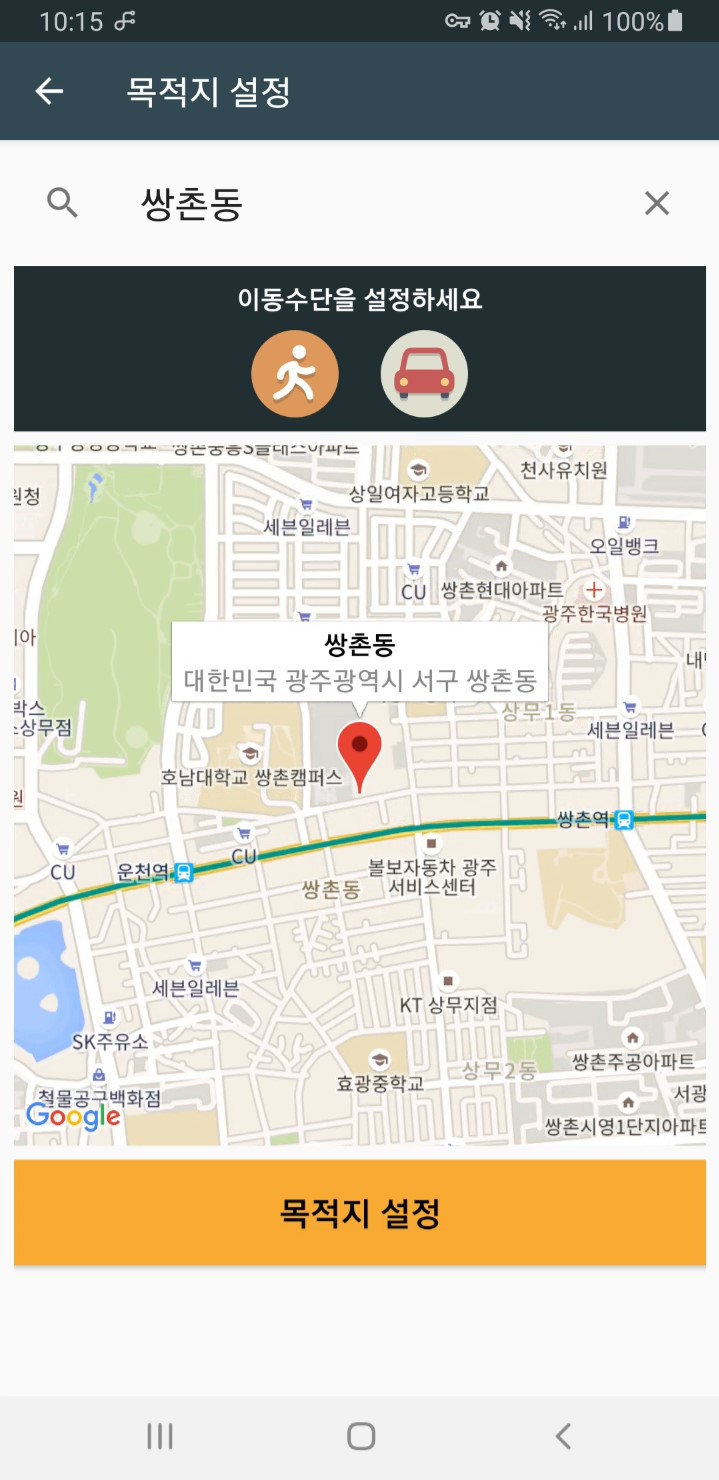 10:15
100%
목적지 설정
쌍촌동
이동수단을 설정하세요
천사유치원
원청
상일여자고등학교
세븐일레븐
오일뱅크
CU
쌍촌현대아파트
광주한국병원
쌍촌동
대한민국 광주광역시 서구 쌍촌동
상무1동
세븐일레븐
상무점
호남대학교 쌍촌캠퍼스
쌍촌역
CU
CU
운천역
볼보자동차 광주
서비스센터
쌍촌동
세븐일레븐
KT 상무지점
SK주유소
상무2동
쌍촌주공아파트
효광중학교
철물공구백화점
서광
Google
쌍촌시영1단지아파트
목적지 설정